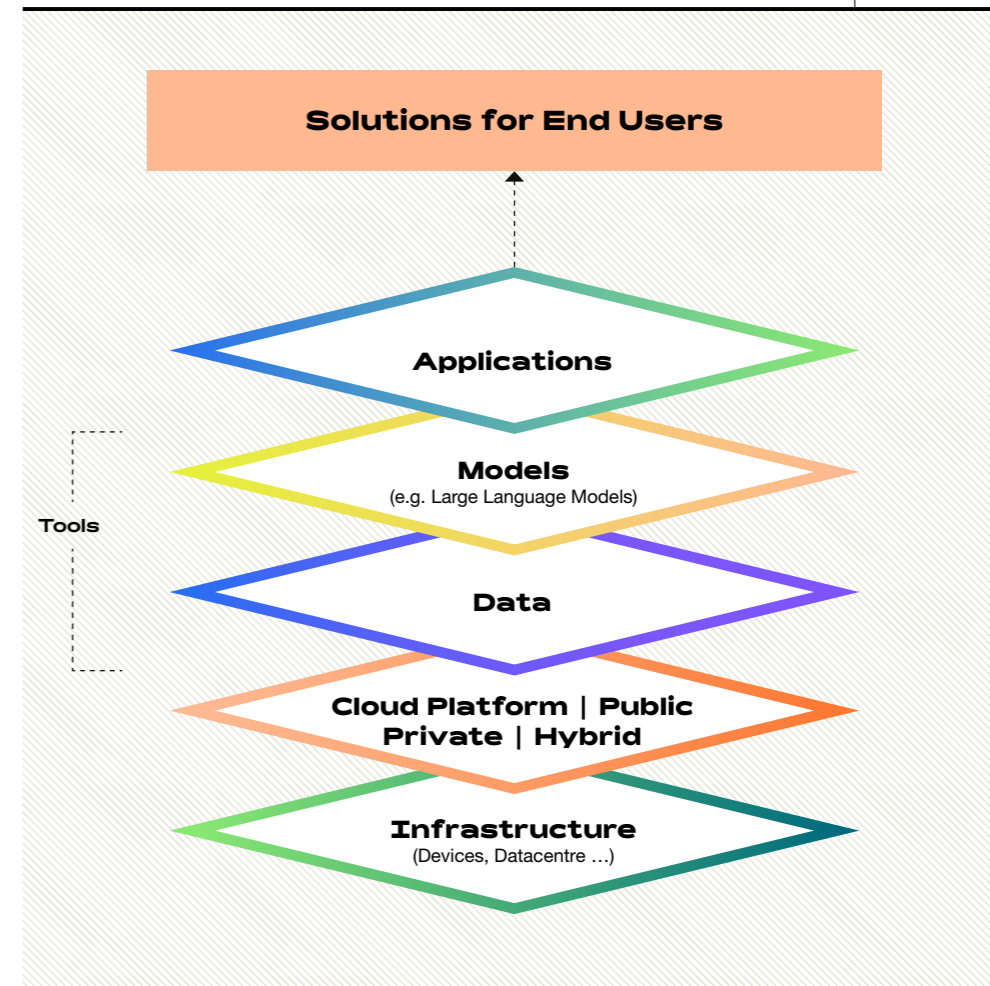 Solutions for End Users
Applications
Models
(e.g. Large Language Models)
Tools
Data
Cloud Platform | Public
Private | Hybrid
Infrastructure
(Devices, Datacentre ...)